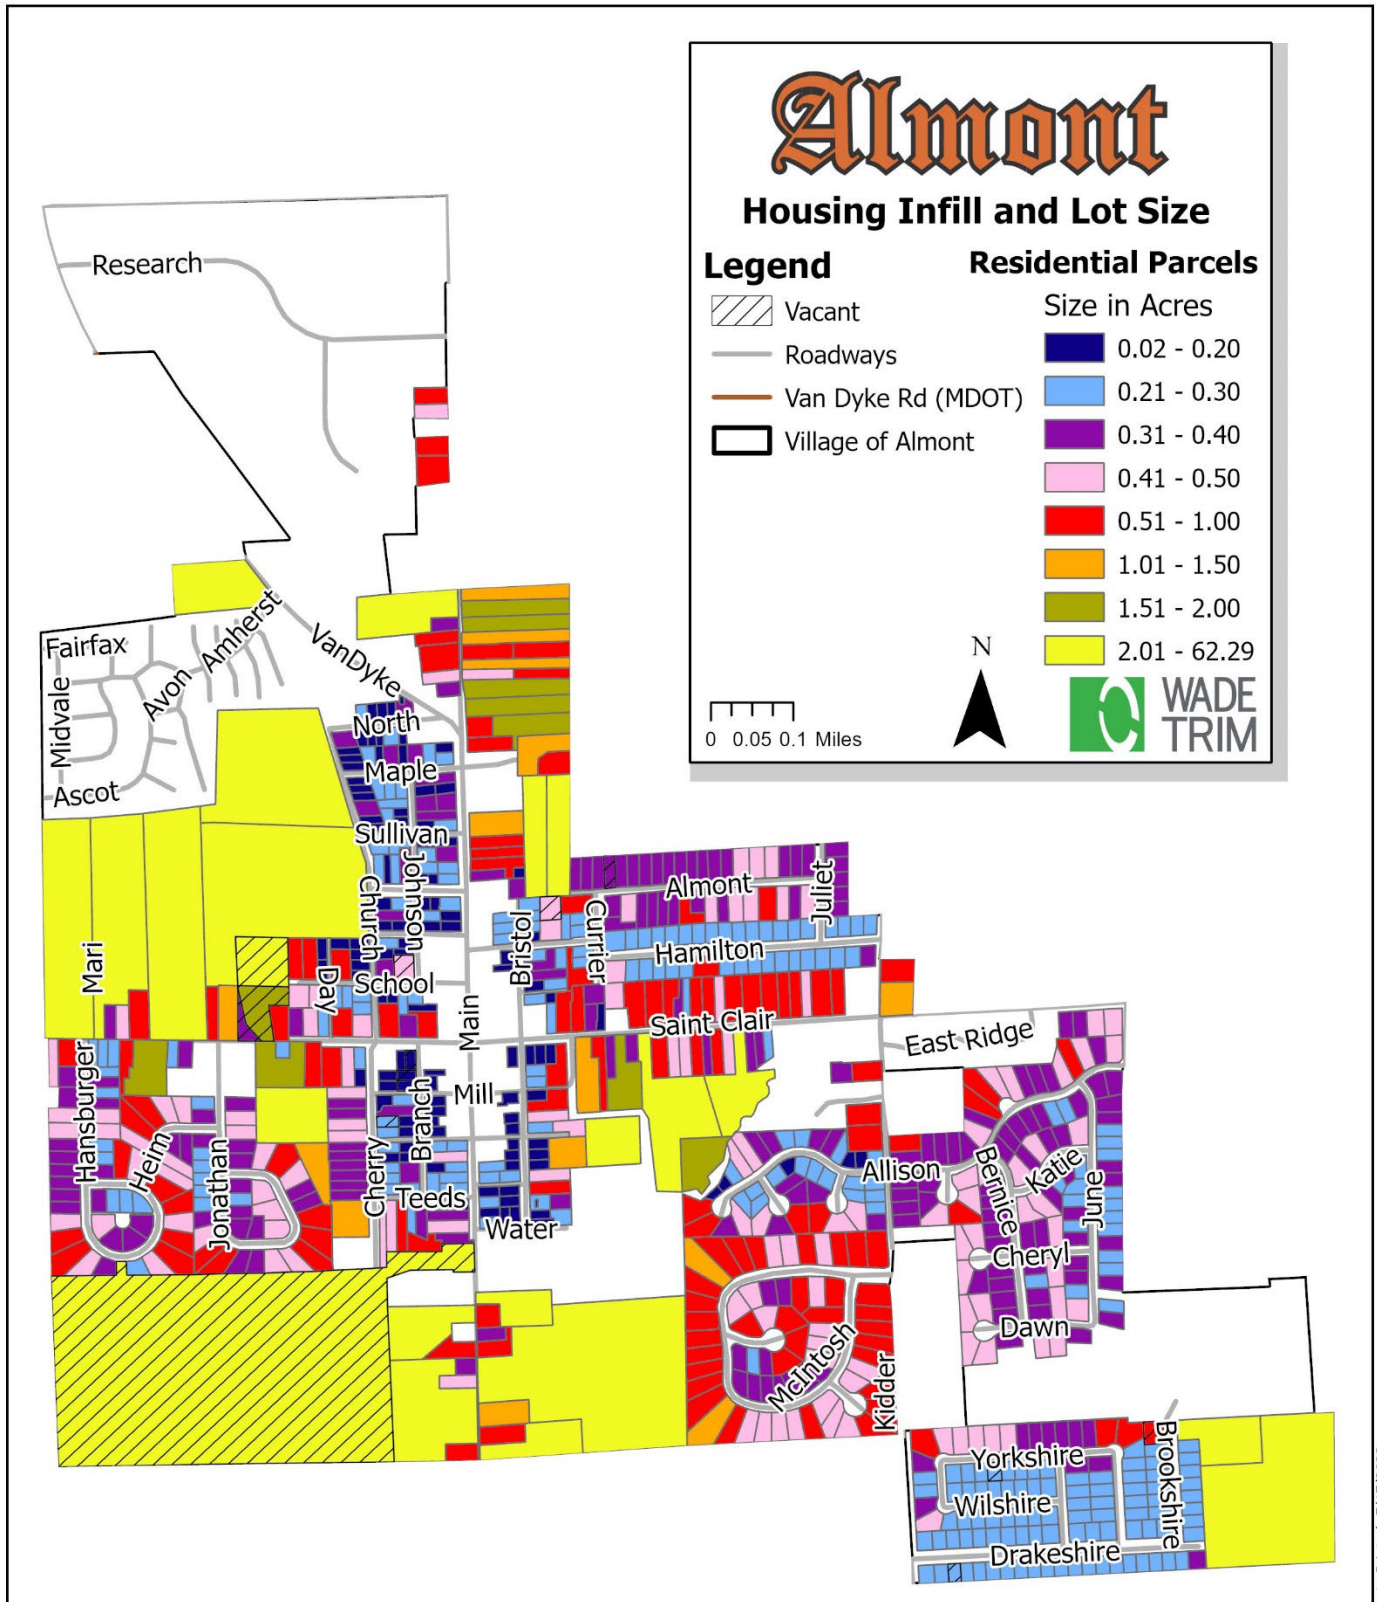 Almont
Housing Infill and Lot Size
Legend
Vacant
Roadways
Van Dyke Rd (MDOT)
Village of Almont
Residential Parcels
Size in Acres
0.02 - 0.20
0.21 - 0.30
0.31 - 0.40
0.41 - 0.50
0.51 - 1.00
1.01 - 1.50
1.51 - 2.00
2.01 - 62.29
N
0 0.05 0.1 Miles
WADE
TRIM
Research
Fairfax
Amherst
VanDyke
Midvale
Avon
North
Maple
Ascot
Sullivan
Johnson
Church
Almont
Juliet
Currier
Bristol
Hamilton
Mari
Day
School
Main
Saint Clair
East Ridge
Hansburger
Mill
Branch
Heim
Jonathan
Cherry
Teeds
Water
Allison
Bernice
Katie
June
Cheryl
Dawn
McIntosh
Kidder
Yorkshire
Brookshire
Wilshire
Drakeshire